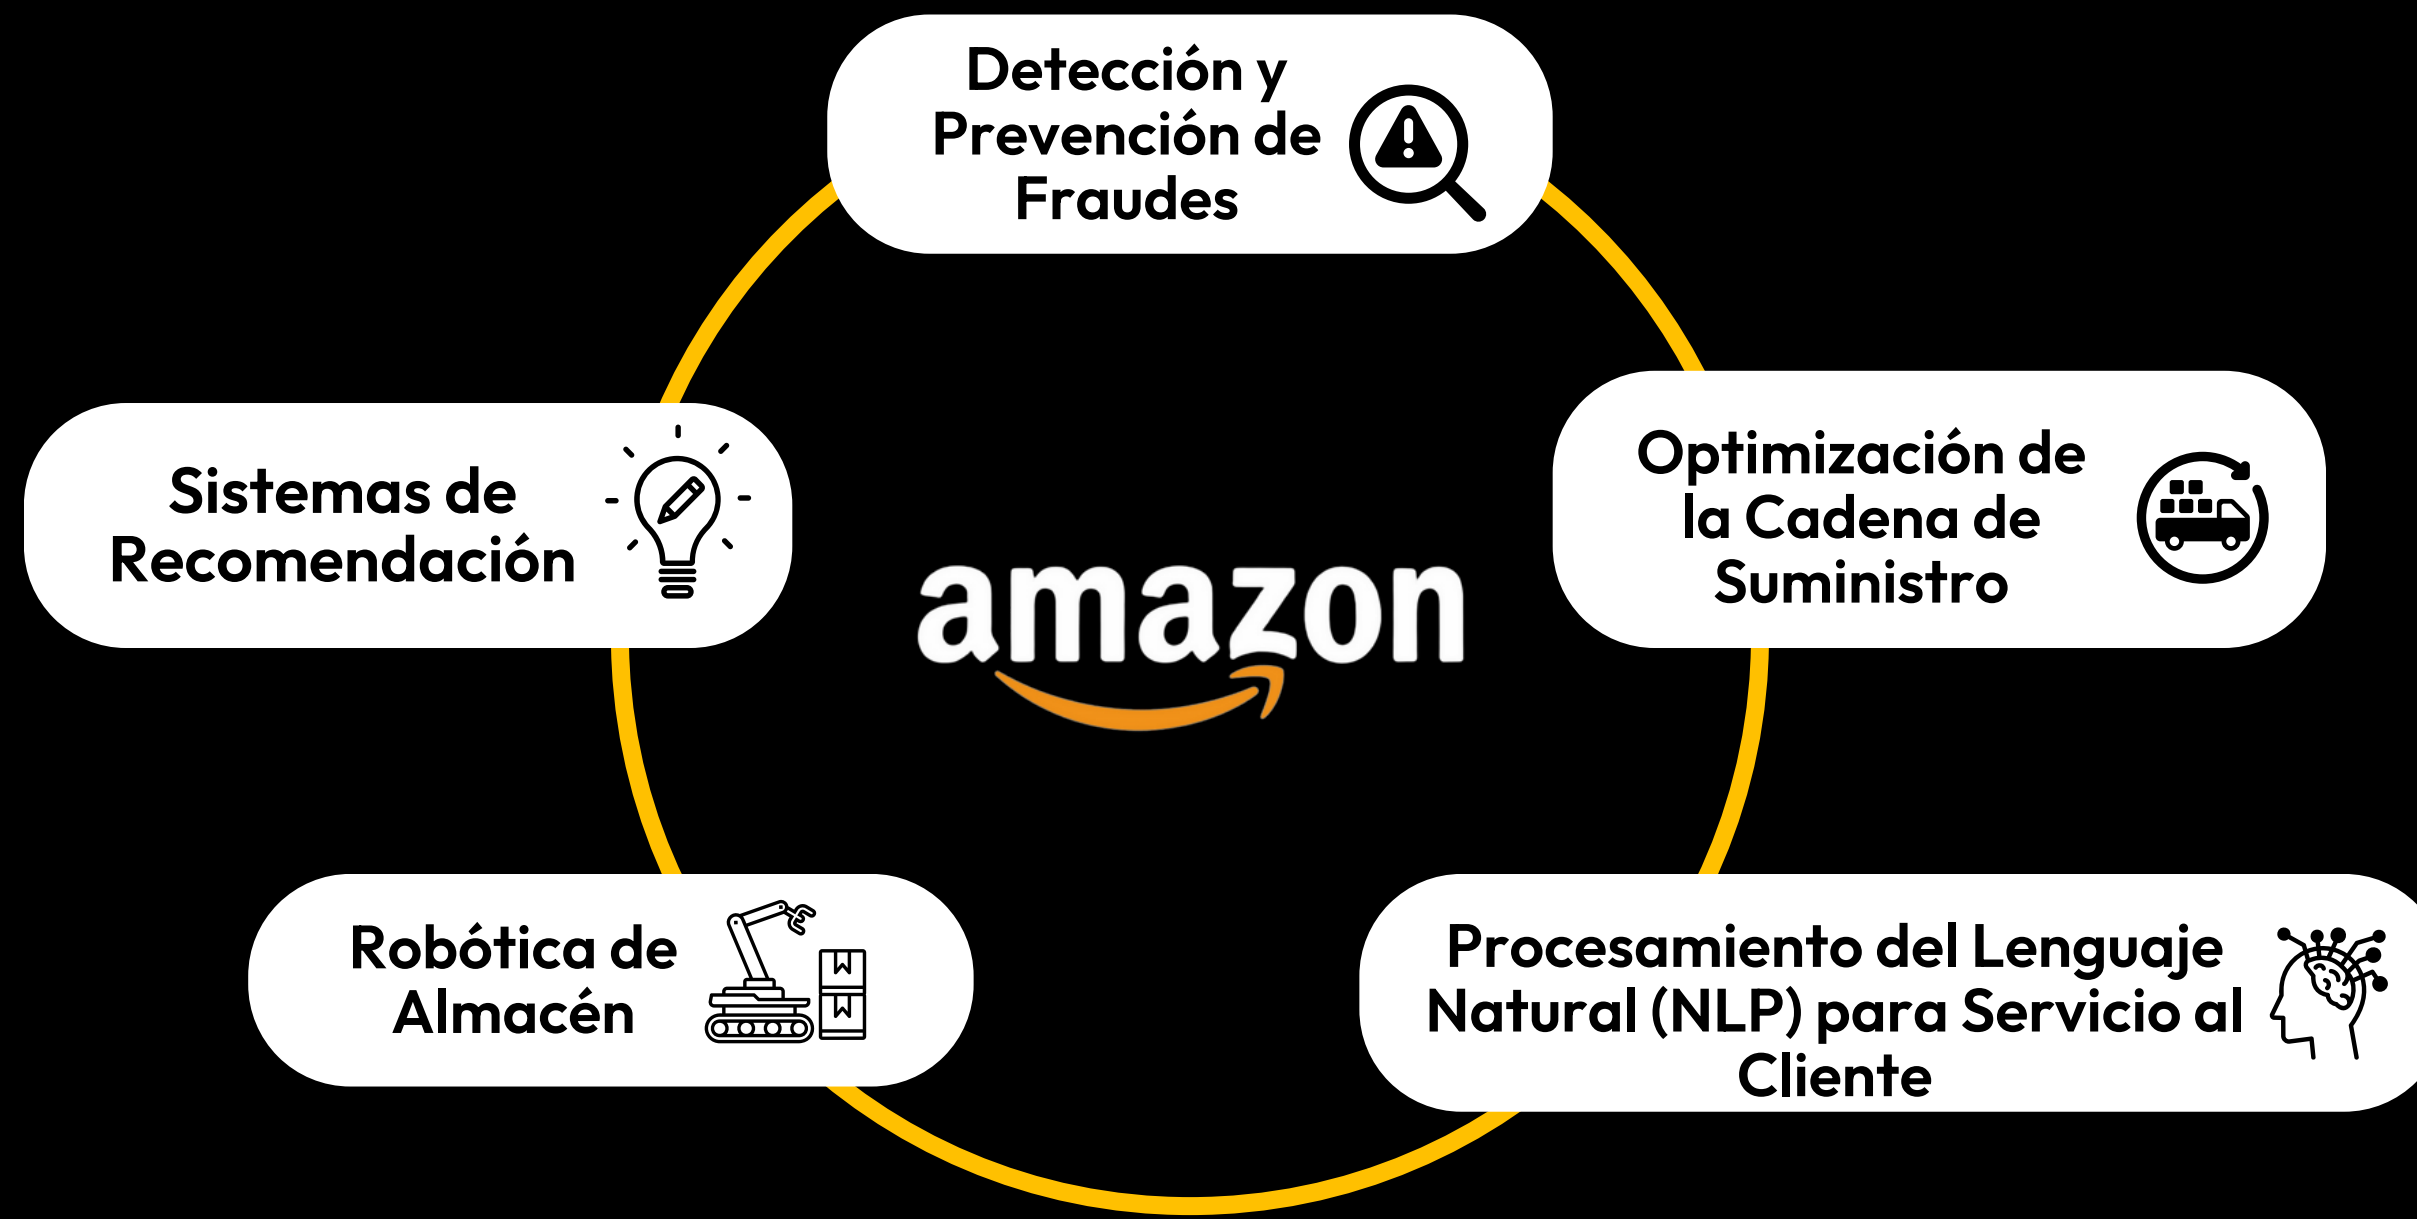 Detección y
Prevención de
Fraudes
Sistemas de
Recomendación
Optimización de
la Cadena de
Suministro
amazon
Robótica de
Almacén
Procesamiento del Lenguaje
Natural (NLP) para Servicio al
Cliente